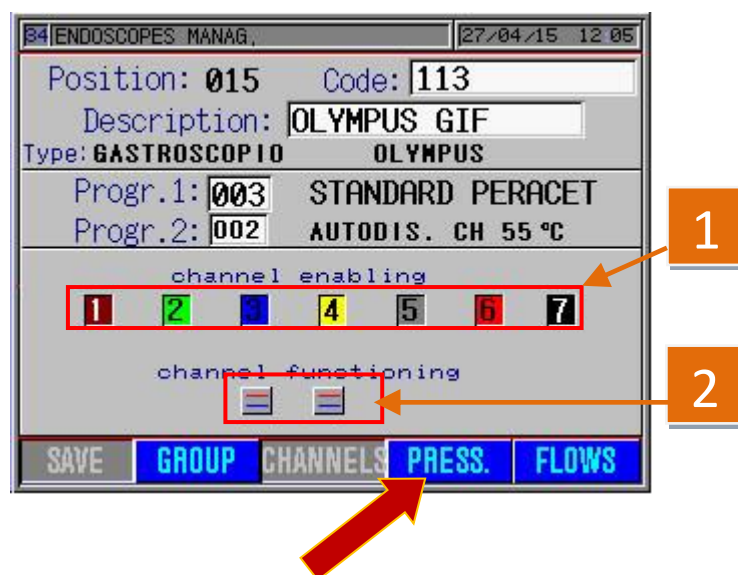 84 ENDOSCOPES MANAG. 27/04/15 12 05
Position: 015 Code: 113
Description: OLYMPUS GIF
Type: GASTROSCOPIO OLYMPUS
Progr.1: 003 STANDARD PERACET
Progr.2: 002 AUTODIS. CH 55 °C
1
channel enabling
1 2 3 4 5 6 7
channel functioning
2
SAVE GROUP CHANNELS PRESS. FLOWS